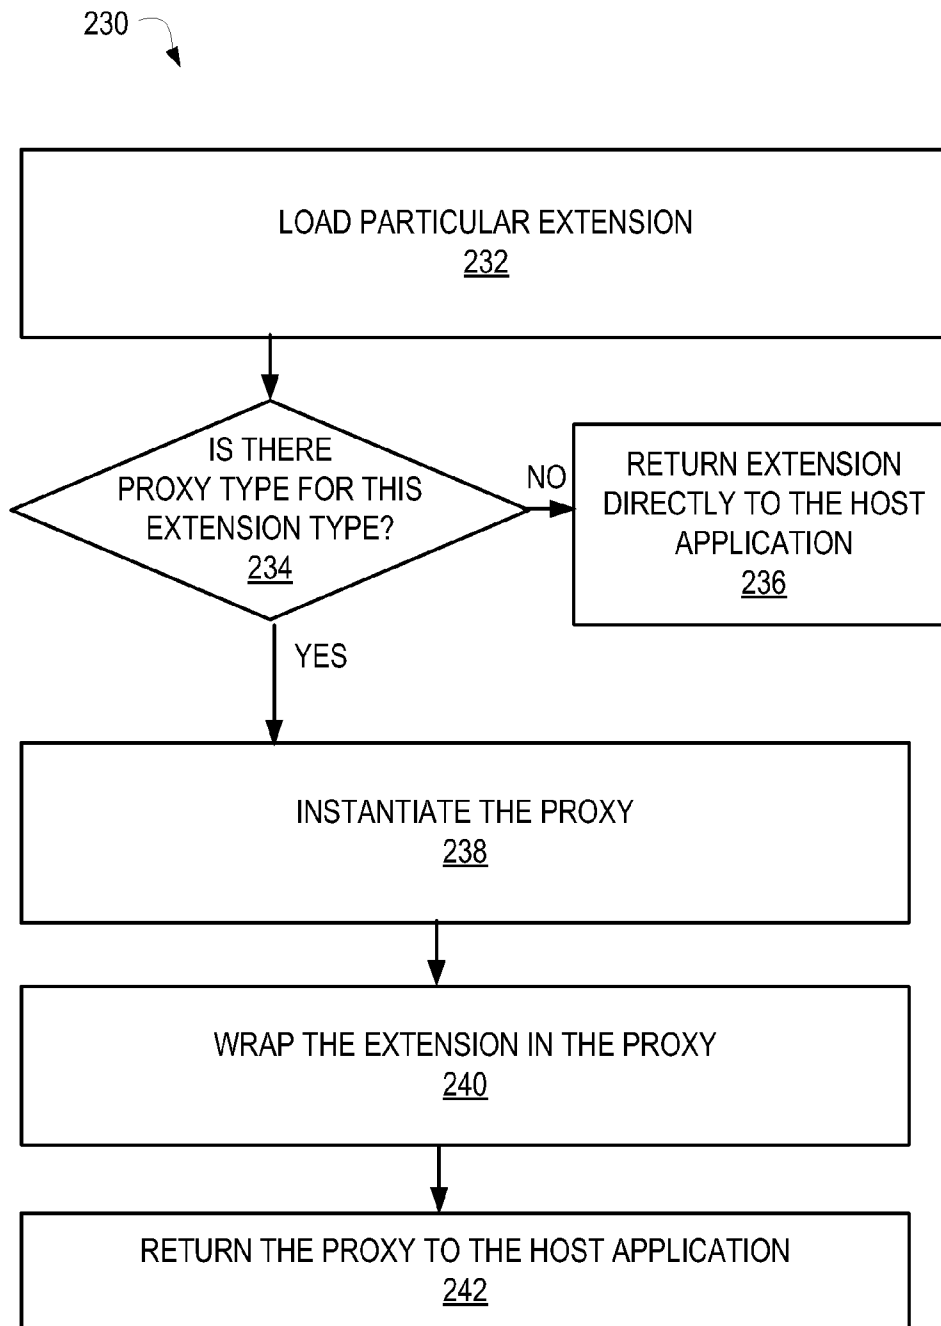 230
LOAD PARTICULAR EXTENSION
232
IS THERE
PROXY TYPE FOR THIS
EXTENSION TYPE?
234
NO
RETURN EXTENSION
DIRECTLY TO THE HOST
APPLICATION
236
YES
INSTANTIATE THE PROXY
238
WRAP THE EXTENSION IN THE PROXY
240
RETURN THE PROXY TO THE HOST APPLICATION
242